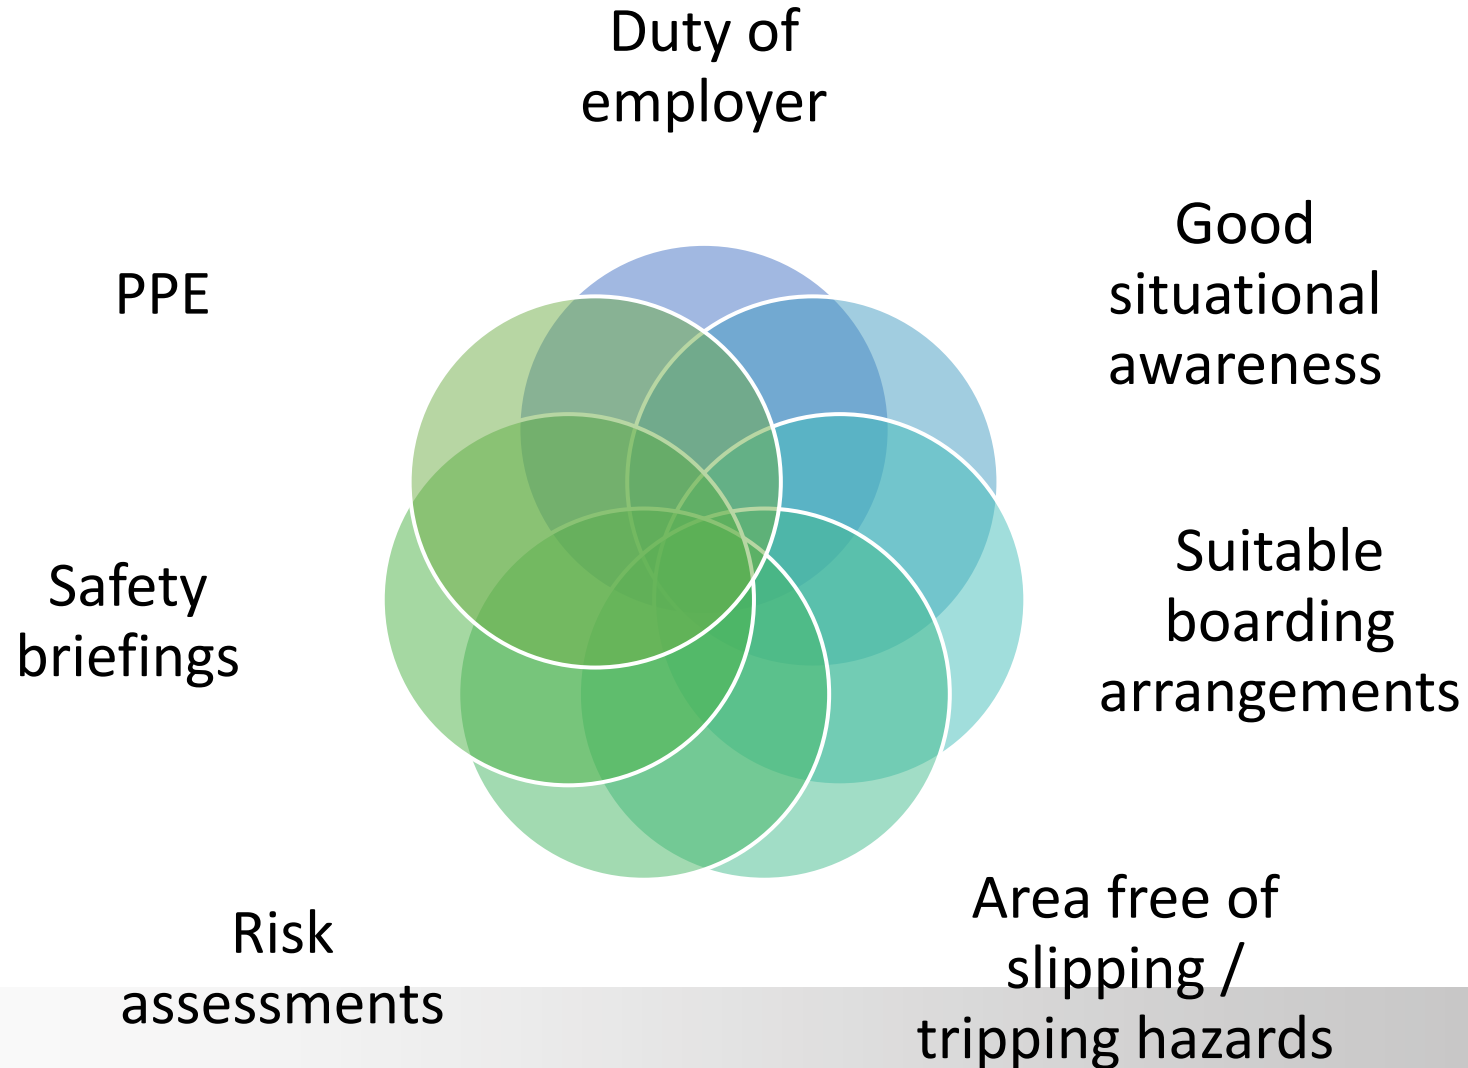 Duty of
employer
Good
situational
awareness
PPE
Suitable
boarding
arrangements
Safety
briefings
Area free of
slipping /
tripping hazards
Risk
assessments